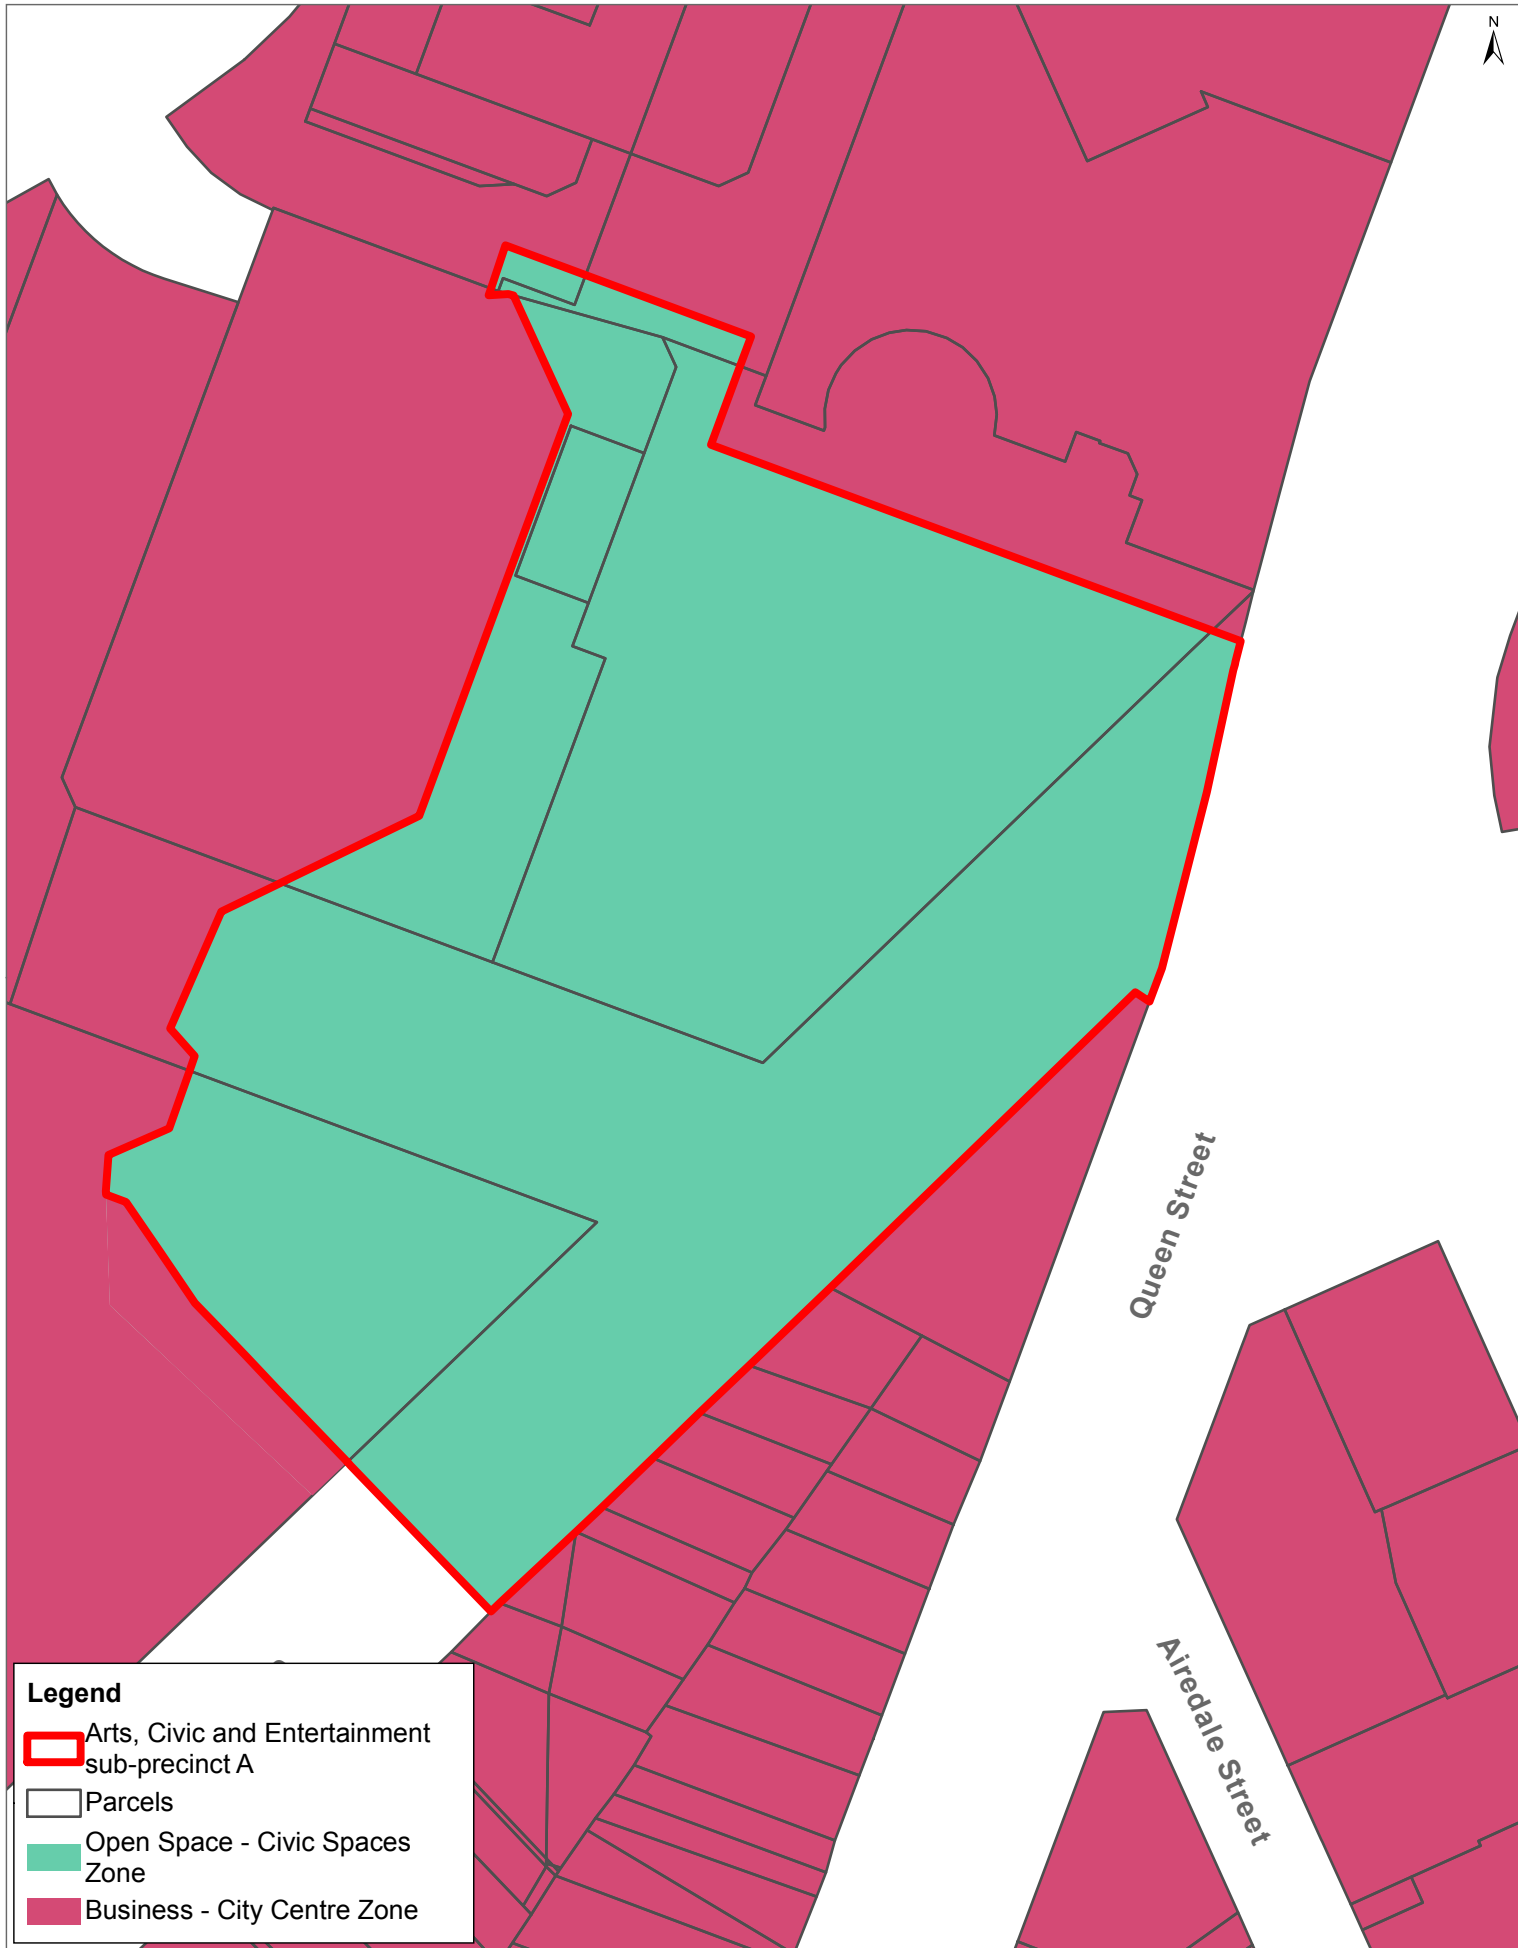 N
Queen Street
Airedale Street
Legend
Arts, Civic and Entertainment
sub-precinct A
Parcels
Open Space - Civic Spaces
Zone
Business - City Centre Zone